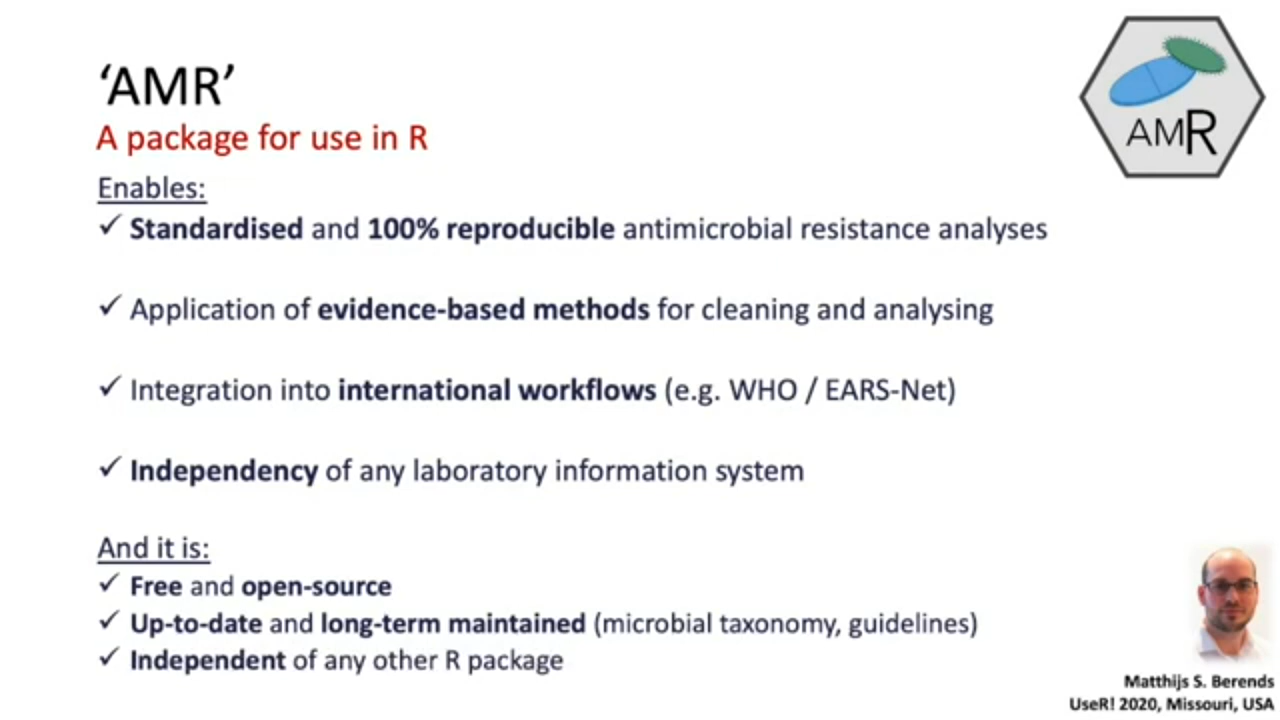 ‘AMR’
A package for use in R
Enables:
✓ Standardised and 100% reproducible antimicrobial resistance analyses
✓ Application of evidence-based methods for cleaning and analysing
✓ Integration into international workflows (e.g. WHO / EARS-Net)
✓ Independency of any laboratory information system
And it is:
✓ Free and open-source
✓ Up-to-date and long-term maintained (microbial taxonomy, guidelines)
✓ Independent of any other R package
AMR
Matthijs S. Berends
UseR! 2020, Missouri, USA